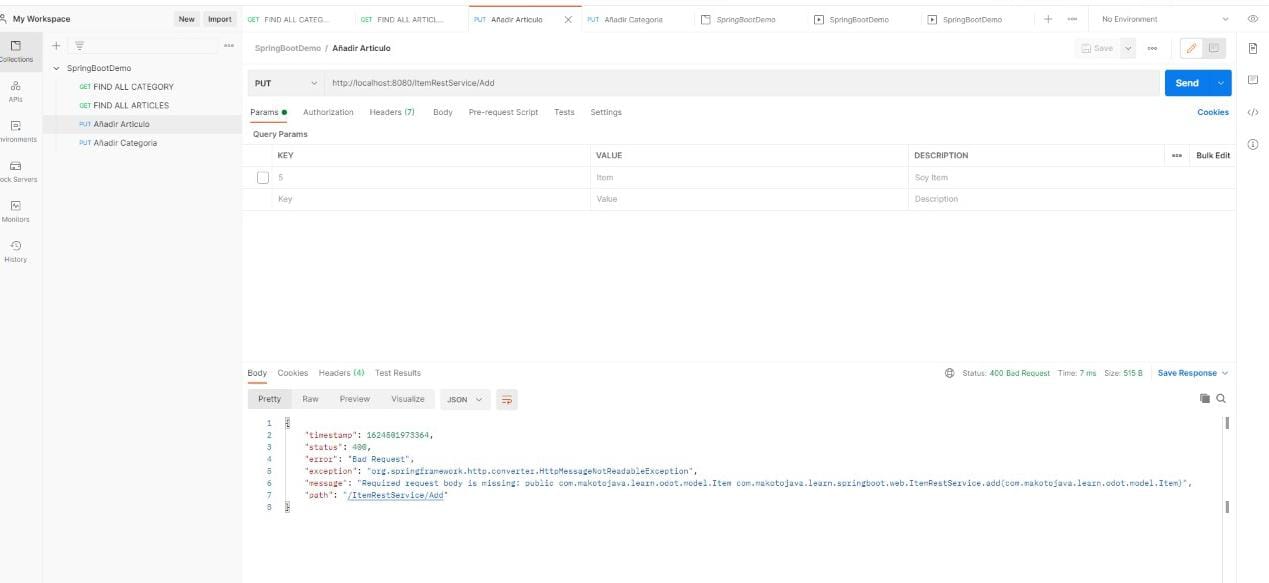 My Workspace
New
Import
GET FIND ALL CATEG...
GET FIND ALL ARTICL...
PUT Añadir Articulo
PUT Añadir Categoria
SpringBootDemo
SpringBootDemo
SpringBootDemo
No Environment
Collections
APIs
nvironments
ock Servers
Monitors
History
SpringBootDemo
GET FIND ALL CATEGORY
GET FIND ALL ARTICLES
PUT Añadir Articulo
PUT Añadir Categoria
SpringBootDemo / Añadir Articulo
Save
PUT
http://localhost:8080/ItemRestService/Add
Send
Params
Authorization
Headers (7)
Body
Pre-request Script
Tests
Settings
Cookies
Query Params
KEY
VALUE
DESCRIPTION
Bulk Edit
5
Item
Soy Item
Key
Value
Description
Body
Cookies
Headers (4)
Test Results
Status: 400 Bad Request
Time: 7 ms
Size: 515 B
Save Response
Pretty
Raw
Preview
Visualize
JSON
1 {
2 "timestamp": 1624501973364,
3 "status": 400,
4 "error": "Bad Request",
5 "exception": "org.springframework.http.converter.HttpMessageNotReadableException",
6 "message": "Required request body is missing: public com.makotojava.learn.odot.model.Item com.makotojava.learn.springboot.web.ItemRestService.add(com.makotojava.learn.odot.model.Item)",
7 "path": "/ItemRestService/Add"
8 }